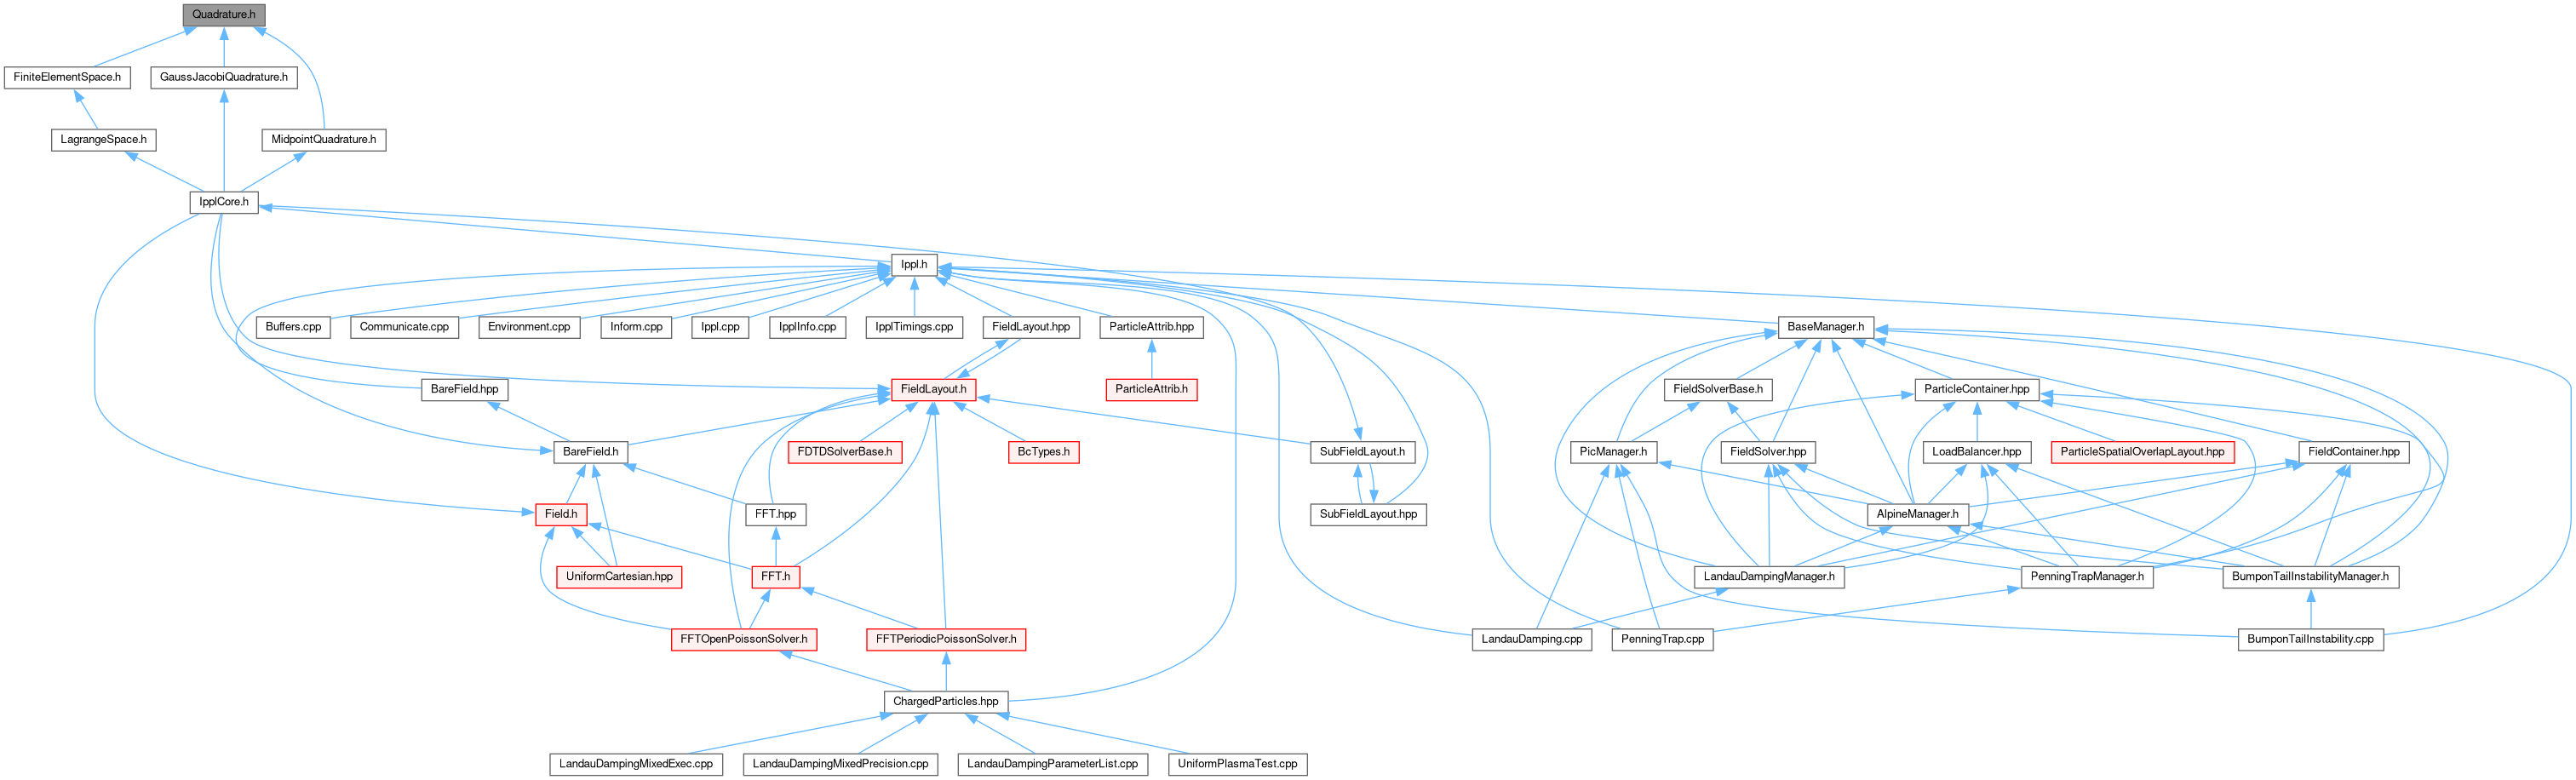 Quadrature.h
FiniteElementSpace.h
GaussJacobiQuadrature.h
LagrangeSpace.h
MidpointQuadrature.h
IpplCore.h
Ippl.h
Buffers.cpp
Communicate.cpp
Environment.cpp
Inform.cpp
Ippl.cpp
IpplInfo.cpp
IpplTimings.cpp
FieldLayout.hpp
ParticleAttrib.hpp
BaseManager.h
BareField.hpp
FieldLayout.h
ParticleAttrib.h
FieldSolverBase.h
ParticleContainer.hpp
BareField.h
FDTDSolverBase.h
BcTypes.h
SubFieldLayout.h
PicManager.h
FieldSolver.hpp
LoadBalancer.hpp
ParticleSpatialOverlapLayout.hpp
FieldContainer.hpp
Field.h
FFT.hpp
SubFieldLayout.hpp
AlpineManager.h
UniformCartesian.hpp
FFT.h
LandauDampingManager.h
PenningTrapManager.h
BumponTailInstabilityManager.h
FFTOpenPoissonSolver.h
FFTPeriodicPoissonSolver.h
LandauDamping.cpp
PenningTrap.cpp
BumponTailInstability.cpp
ChargedParticles.hpp
LandauDampingMixedExec.cpp
LandauDampingMixedPrecision.cpp
LandauDampingParameterList.cpp
UniformPlasmaTest.cpp